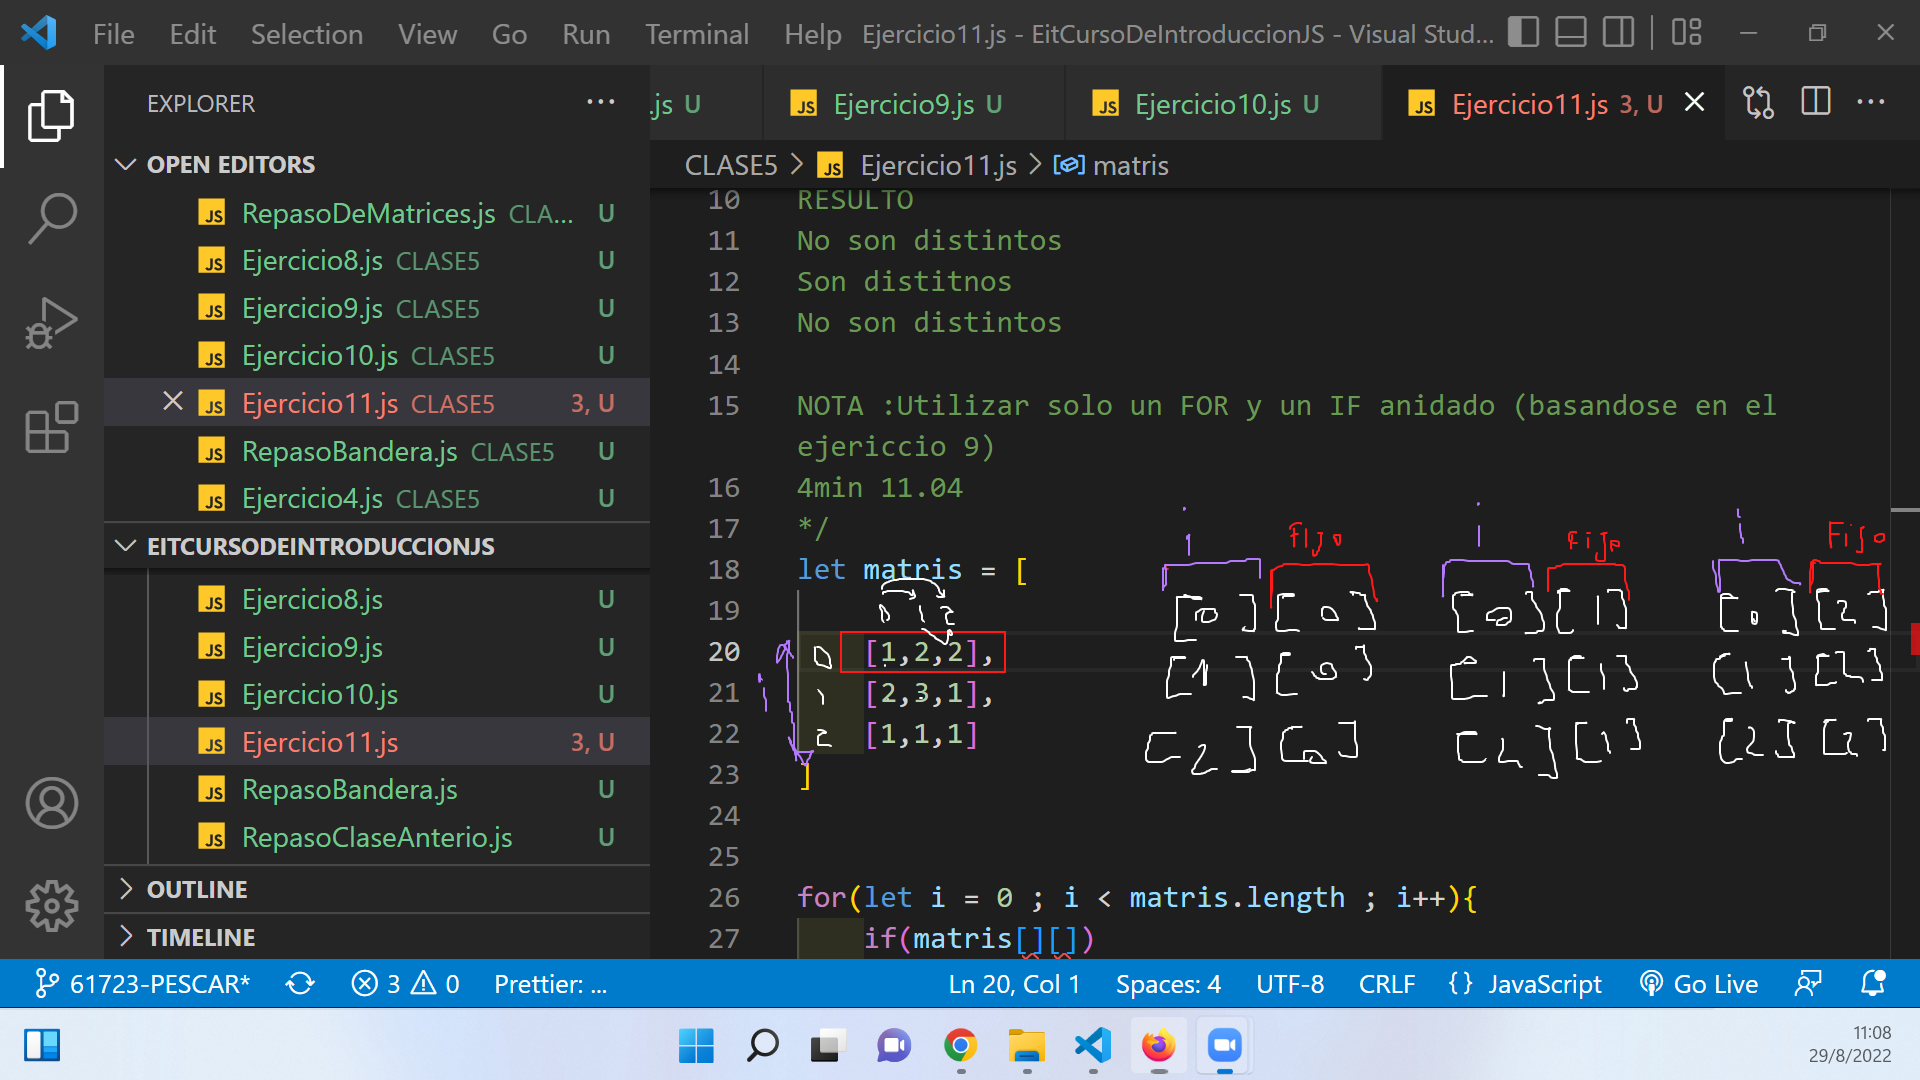 File Edit Selection View Go Run Terminal Help Ejercicio11.js - EitCursoDeIntroduccionJS - Visual Stud...
EXPLORER ...
.js U Ejercicio9.js U Ejercicio10.js U Ejercicio11.js 3, U
CLASE5 > Ejercicio11.js > matris
OPEN EDITORS
RepasoDeMatrices.js CLA... U
Ejercicio8.js CLASE5 U
Ejercicio9.js CLASE5 U
Ejercicio10.js CLASE5 U
Ejercicio11.js CLASE5 3, U
RepasoBandera.js CLASE5 U
Ejercicio4.js CLASE5 U
EITCURSODEINTRODUCCIONJS
Ejercicio8.js U
Ejercicio9.js U
Ejercicio10.js U
Ejercicio11.js 3, U
RepasoBandera.js U
RepasoClaseAnterio.js U
OUTLINE
TIMELINE
10 RESULTO
11 No son distintos
12 Son distitnos
13 No son distintos
14
15 NOTA :Utilizar solo un FOR y un IF anidado (basandose en el
ejericcio 9)
16 4min 11.04
17 */
18 let matris = [
19
20 [1,2,2],
21 [2,3,1],
22 [1,1,1]
23 ]
24
25
26 for(let i = 0 ; i < matris.length ; i++){
27 if(matris[][])
0 1 2
0
1
2
i
i FIJO i FIJO i FIJO
[0] [0] [0] [1] [0] [2]
[1] [0] [1] [1] [1] [2]
[2] [0] [2] [1] [2] [2]
61723-PESCAR* 3 0 Prettier: ... Ln 20, Col 1 Spaces: 4 UTF-8 CRLF {} JavaScript Go Live
11:08
29/8/2022